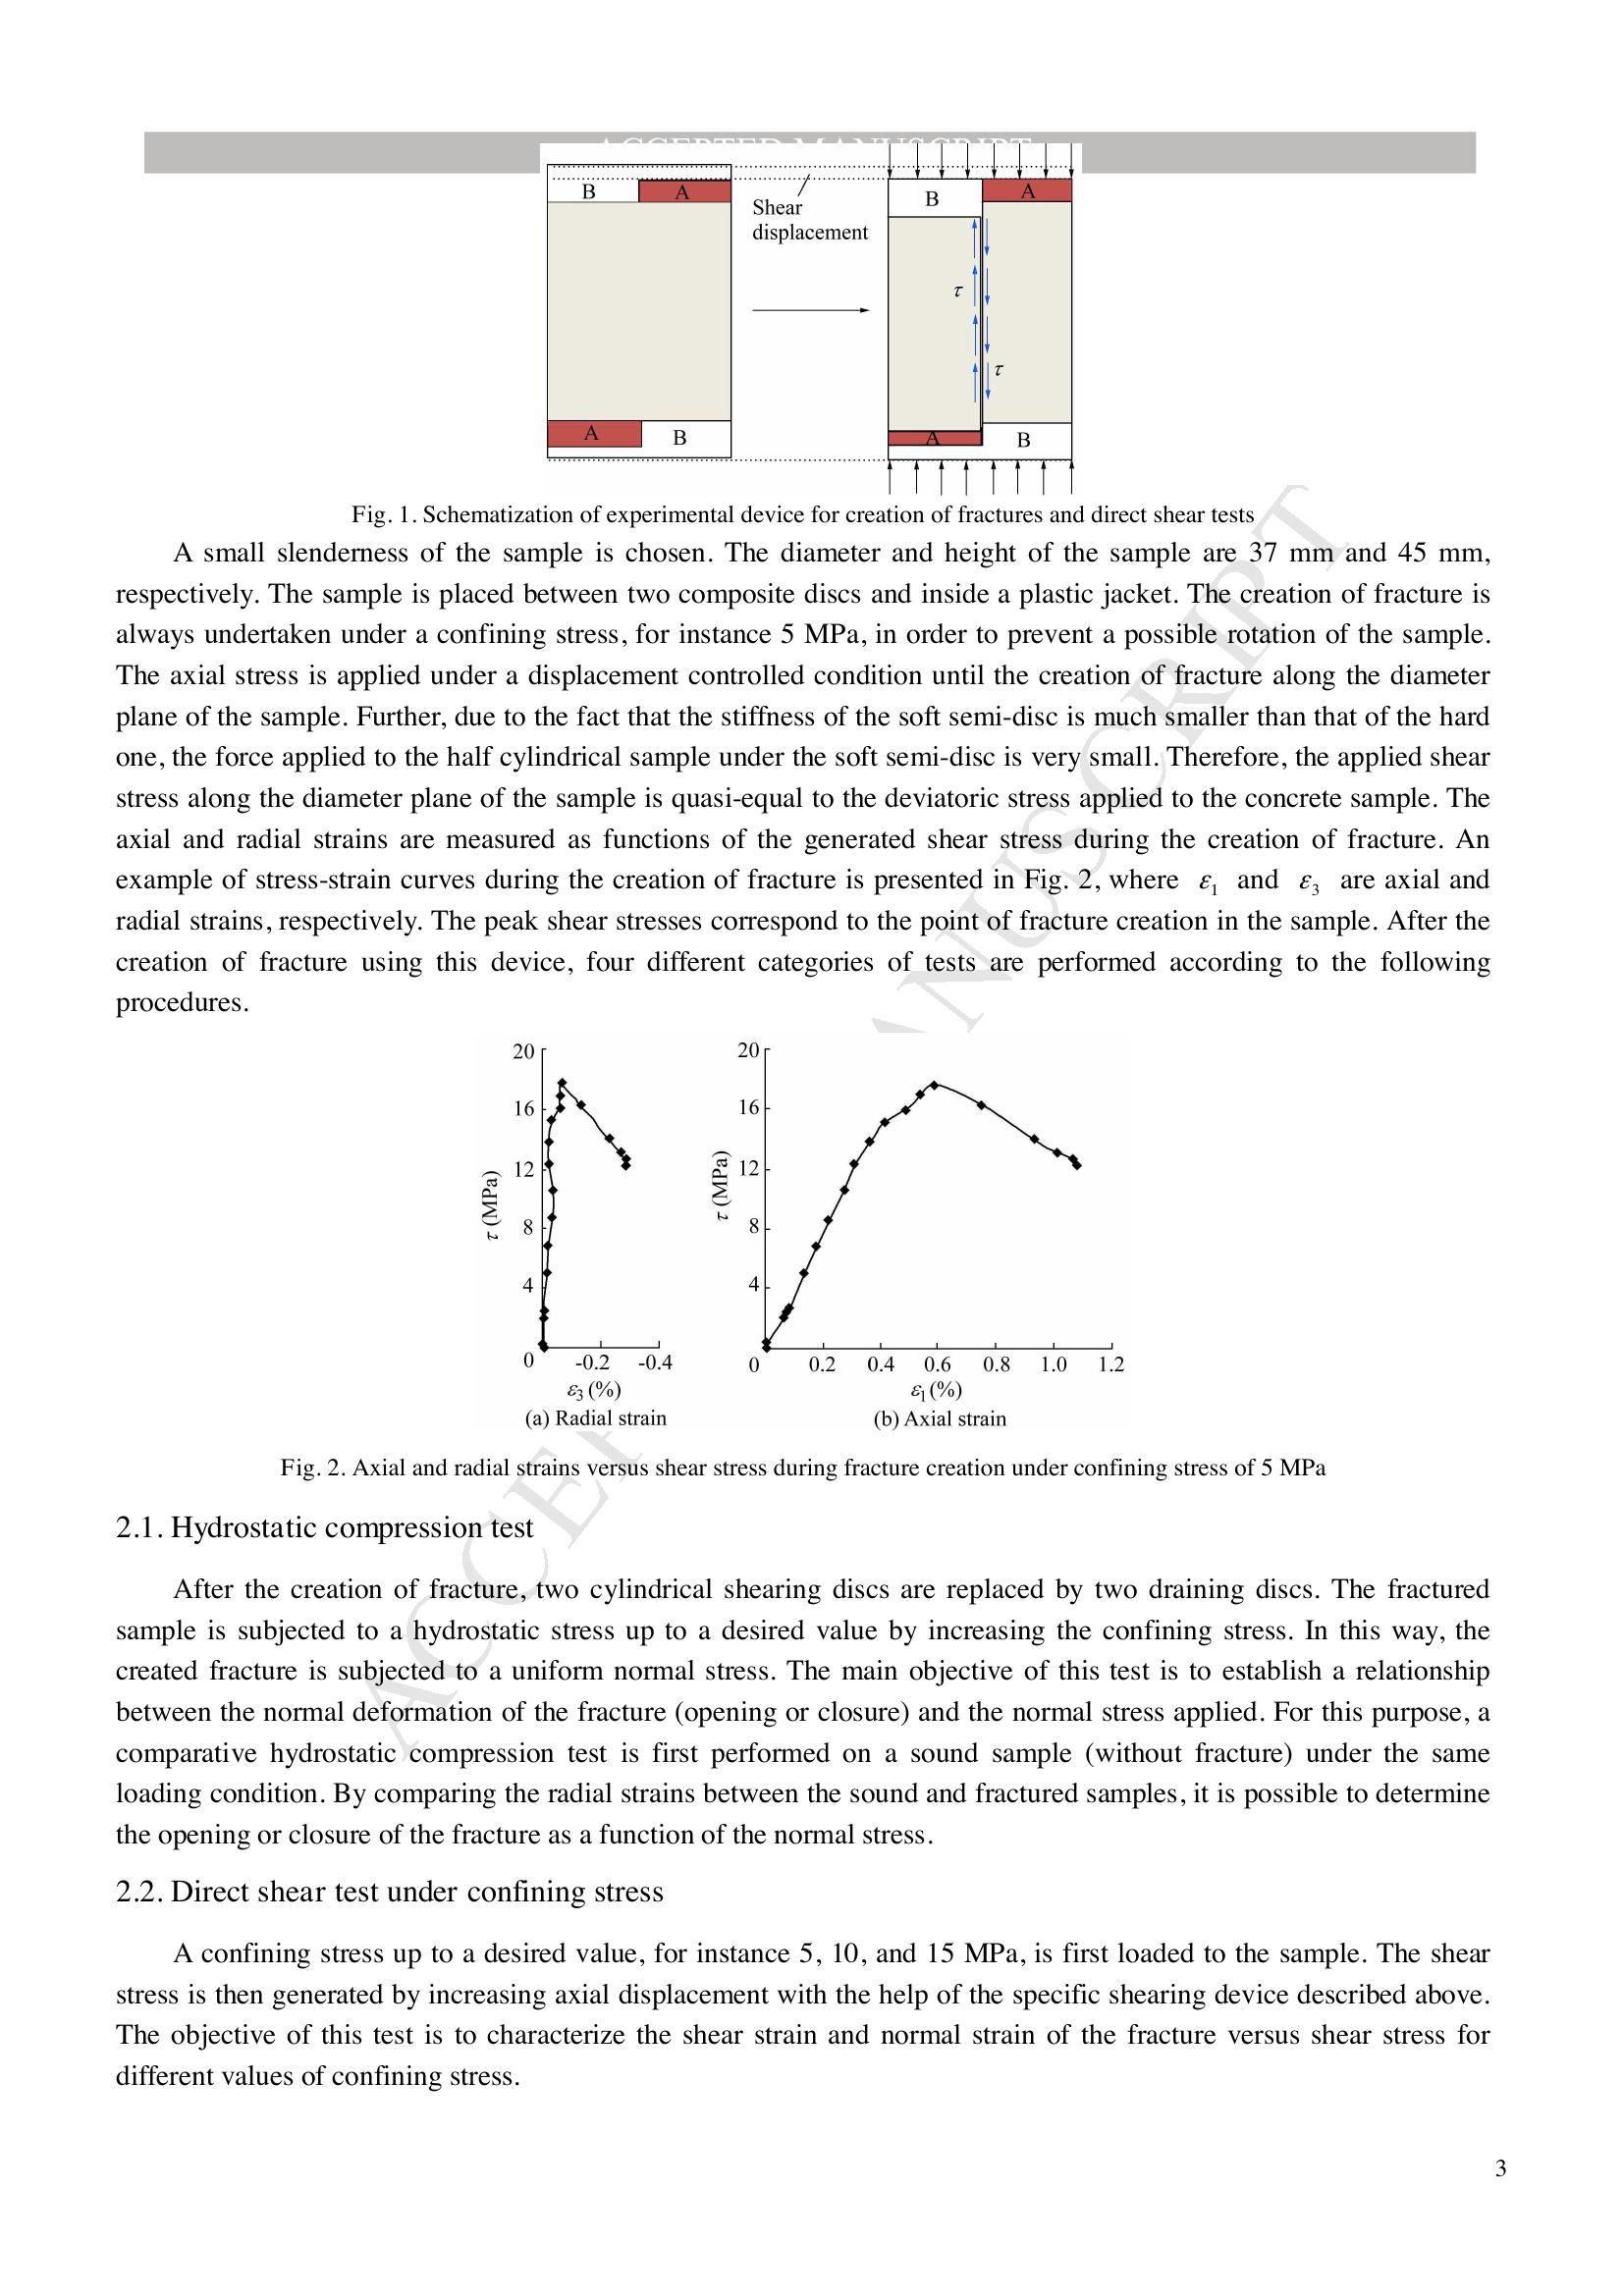 ACCEPTED MANUSCRIPT
B
A
Shear
displacement
B
A
τ
τ
A
B
A
B
Fig. 1. Schematization of experimental device for creation of fractures and direct shear tests
A small slenderness of the sample is chosen. The diameter and height of the sample are 37 mm and 45 mm,
respectively. The sample is placed between two composite discs and inside a plastic jacket. The creation of fracture is
always undertaken under a confining stress, for instance 5 MPa, in order to prevent a possible rotation of the sample.
The axial stress is applied under a displacement controlled condition until the creation of fracture along the diameter
plane of the sample. Further, due to the fact that the stiffness of the soft semi-disc is much smaller than that of the hard
one, the force applied to the half cylindrical sample under the soft semi-disc is very small. Therefore, the applied shear
stress along the diameter plane of the sample is quasi-equal to the deviatoric stress applied to the concrete sample. The
axial and radial strains are measured as functions of the generated shear stress during the creation of fracture. An
example of stress-strain curves during the creation of fracture is presented in Fig. 2, where ε1 and ε3 are axial and
radial strains, respectively. The peak shear stresses correspond to the point of fracture creation in the sample. After the
creation of fracture using this device, four different categories of tests are performed according to the following
procedures.
20
16
12
8
4
0
-0.2
-0.4
τ (MPa)
ε3 (%)
(a) Radial strain
20
16
12
8
4
0
0.2
0.4
0.6
0.8
1.0
1.2
τ (MPa)
ε1 (%)
(b) Axial strain
Fig. 2. Axial and radial strains versus shear stress during fracture creation under confining stress of 5 MPa
2.1. Hydrostatic compression test
After the creation of fracture, two cylindrical shearing discs are replaced by two draining discs. The fractured
sample is subjected to a hydrostatic stress up to a desired value by increasing the confining stress. In this way, the
created fracture is subjected to a uniform normal stress. The main objective of this test is to establish a relationship
between the normal deformation of the fracture (opening or closure) and the normal stress applied. For this purpose, a
comparative hydrostatic compression test is first performed on a sound sample (without fracture) under the same
loading condition. By comparing the radial strains between the sound and fractured samples, it is possible to determine
the opening or closure of the fracture as a function of the normal stress.
2.2. Direct shear test under confining stress
A confining stress up to a desired value, for instance 5, 10, and 15 MPa, is first loaded to the sample. The shear
stress is then generated by increasing axial displacement with the help of the specific shearing device described above.
The objective of this test is to characterize the shear strain and normal strain of the fracture versus shear stress for
different values of confining stress.
3